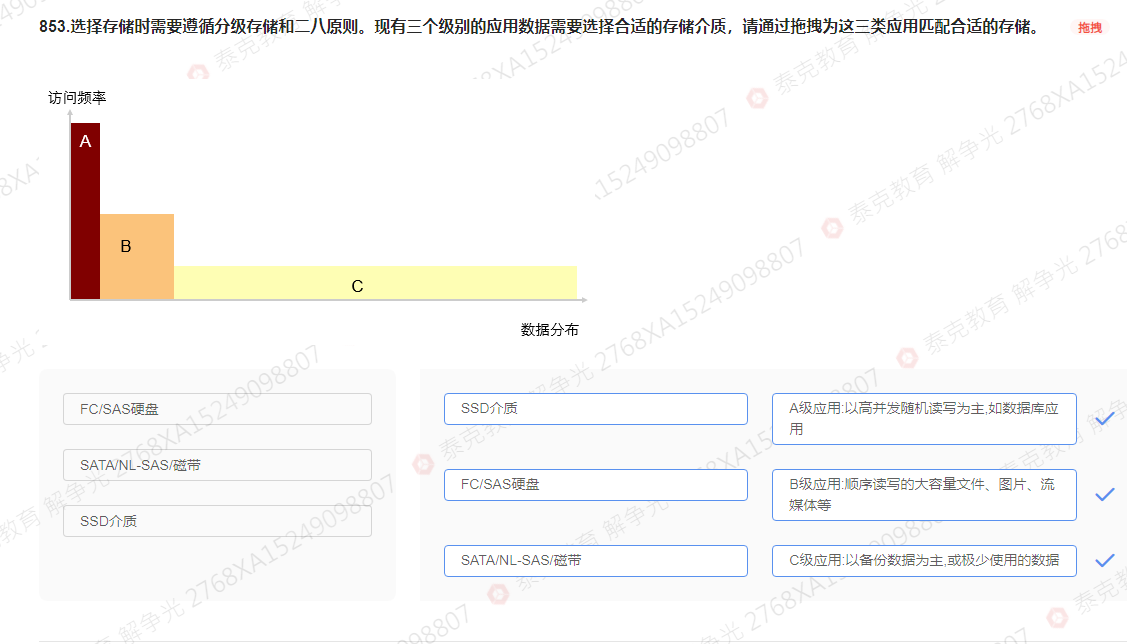 853.选择存储时需要遵循分级存储和二八原则。现有三个级别的应用数据需要选择合适的存储介质，请通过拖拽为这三类应用匹配合适的存储。 拖拽
访问频率
A
B
C
数据分布
FC/SAS硬盘
SATA/NL-SAS/磁带
SSD介质
SSD介质
A级应用:以高并发随机读写为主,如数据库应
用
FC/SAS硬盘
B级应用:顺序读写的大容量文件、图片、流
媒体等
SATA/NL-SAS/磁带
C级应用:以备份数据为主,或极少使用的数据
泰克教育 解争光 2768XA15249098807